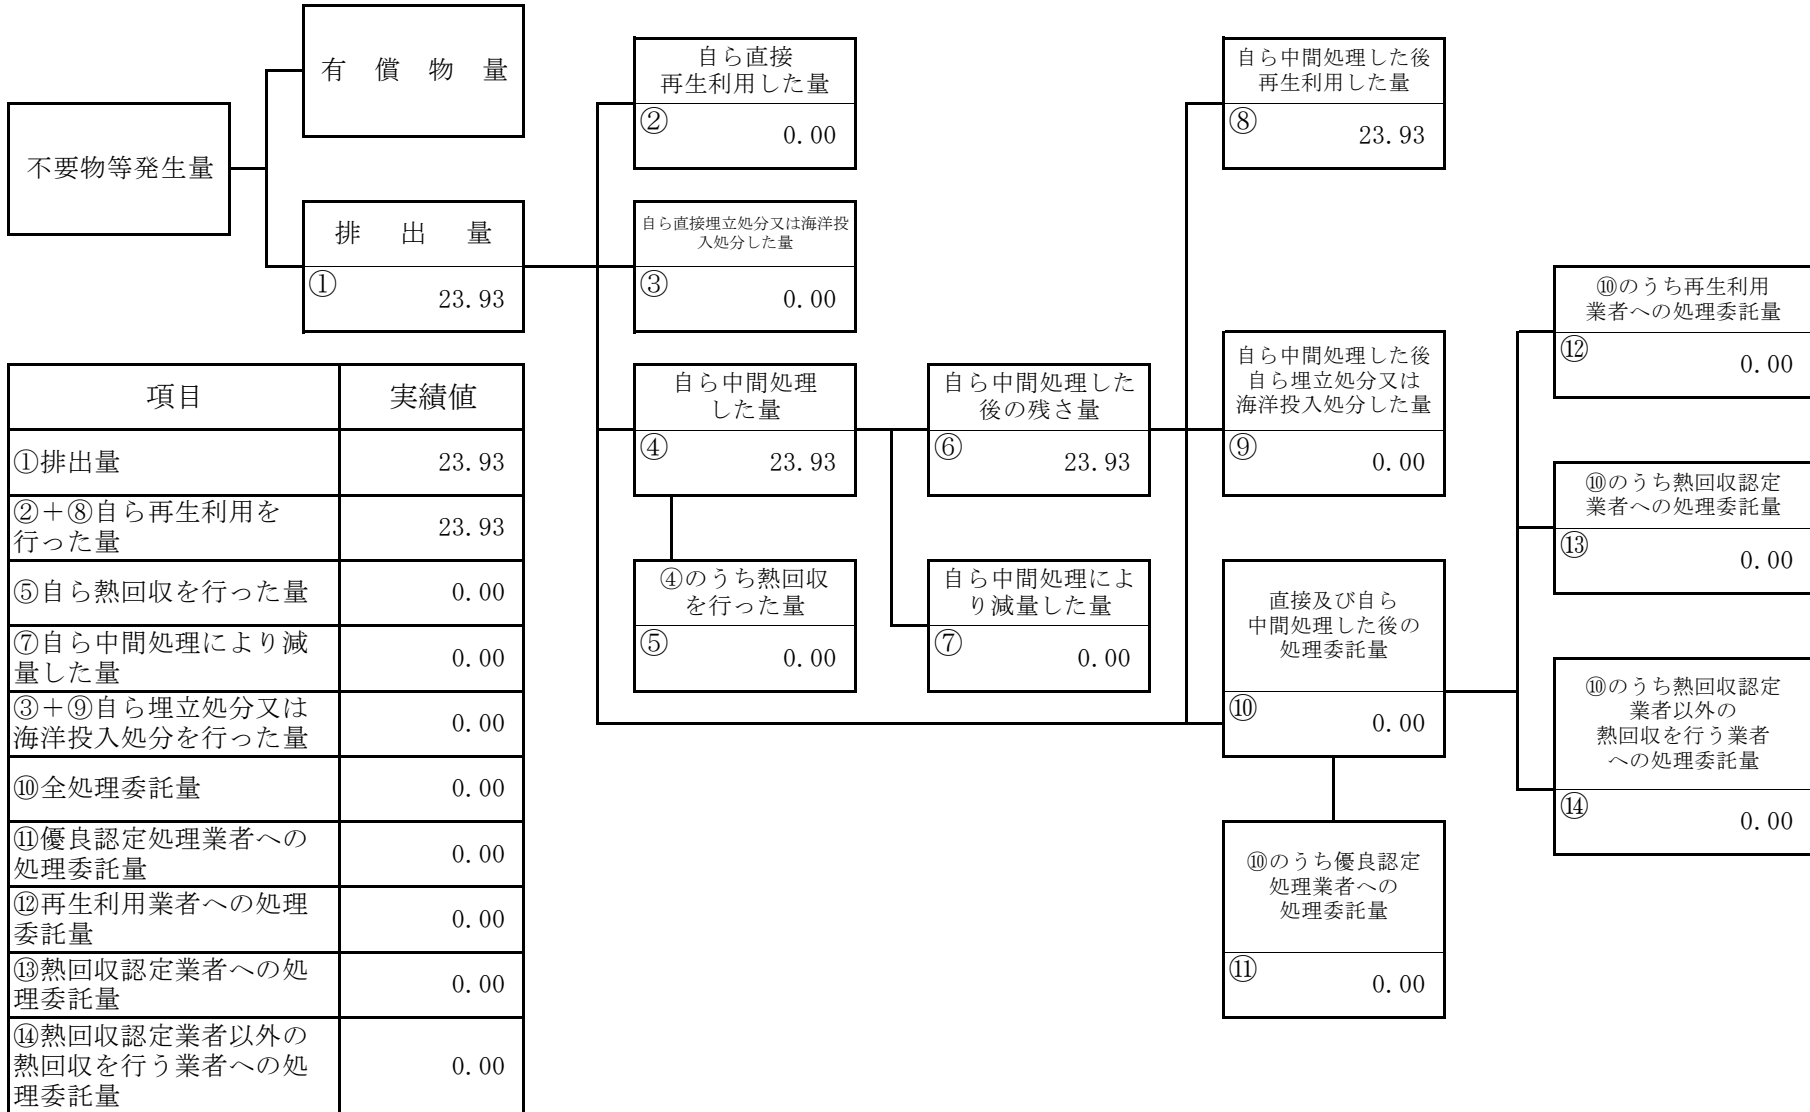 有　償　物　量
不要物等発生量
排　出　量
①
23.93
自ら直接
再生利用した量
②
0.00
自ら直接埋立処分又は海洋投
入処分した量
③
0.00
自ら中間処理
した量
④
23.93
④のうち熱回収
を行った量
⑤
0.00
自ら中間処理した
後の残さ量
⑥
23.93
自ら中間処理によ
り減量した量
⑦
0.00
自ら中間処理した後
再生利用した量
⑧
23.93
自ら中間処理した後
自ら埋立処分又は
海洋投入処分した量
⑨
0.00
直接及び自ら
中間処理した後の
処理委託量
⑩
0.00
⑩のうち優良認定
処理業者への
処理委託量
⑪
0.00
⑩のうち再生利用
業者への処理委託量
⑫
0.00
⑩のうち熱回収認定
業者への処理委託量
⑬
0.00
⑩のうち熱回収認定
業者以外の
熱回収を行う業者
への処理委託量
⑭
0.00
項目 実績値
①排出量 23.93
②＋⑧自ら再生利用を
行った量 23.93
⑤自ら熱回収を行った量 0.00
⑦自ら中間処理により減
量した量 0.00
③＋⑨自ら埋立処分又は
海洋投入処分を行った量 0.00
⑩全処理委託量 0.00
⑪優良認定処理業者への
処理委託量 0.00
⑫再生利用業者への処理
委託量 0.00
⑬熱回収認定業者への処
理委託量 0.00
⑭熱回収認定業者以外の
熱回収を行う業者への処 0.00
理委託量